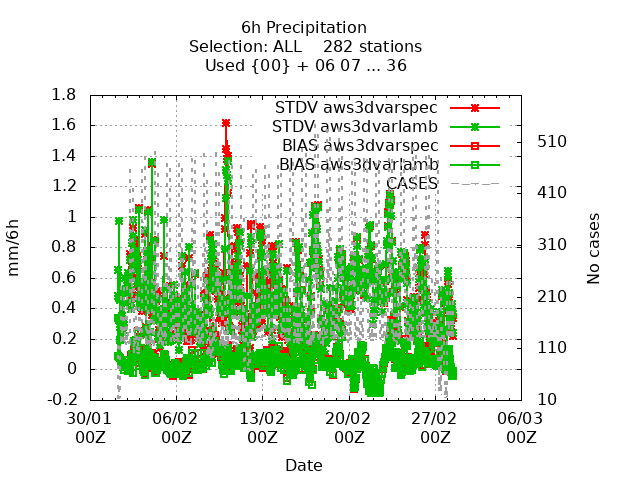 6h Precipitation
Selection: ALL    282 stations
Used {00} + 06 07 ... 36
STDV aws3dvarspec
STDV aws3dvarlamb
BIAS aws3dvarspec
BIAS aws3dvarlamb
CASES
1.8
1.6
1.4
1.2
1
0.8
0.6
0.4
0.2
0
-0.2
mm/6h
510
410
310
210
110
10
No cases
30/01 06/02 13/02 20/02 27/02 06/03
00Z 00Z 00Z 00Z 00Z 00Z
Date